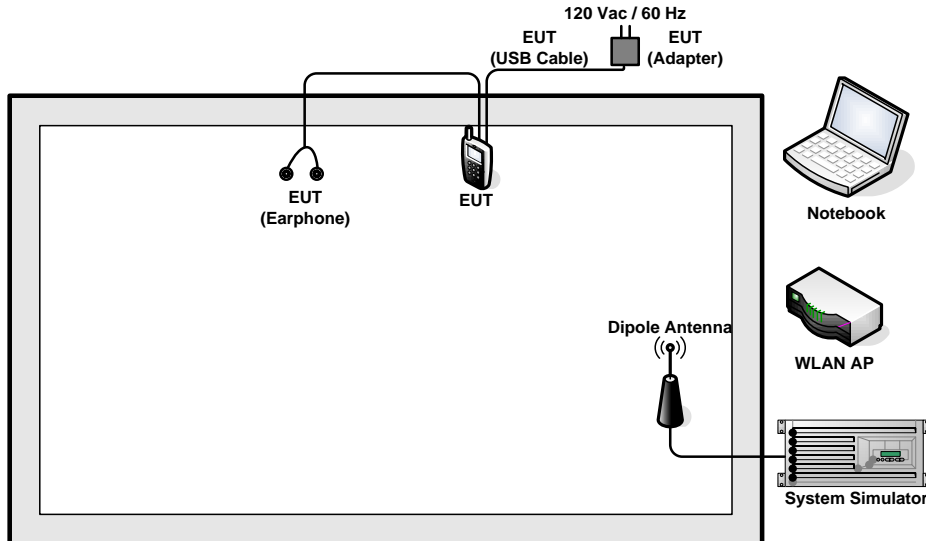 120 Vac / 60 Hz
EUT
(USB Cable)
EUT
(Adapter)
EUT
(Earphone)
EUT
Notebook
Dipole Antenna
WLAN AP
System Simulator